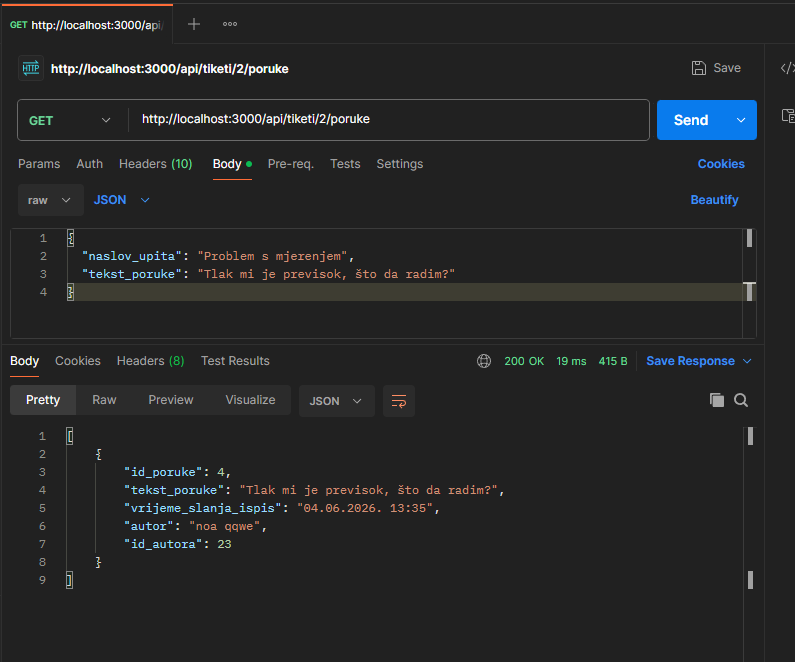 GET http://localhost:3000/api/
HTTP http://localhost:3000/api/tiketi/2/poruke Save
GET http://localhost:3000/api/tiketi/2/poruke Send
Params Auth Headers (10) Body Pre-req. Tests Settings Cookies
raw JSON Beautify
1 {
2 "naslov_upita": "Problem s mjerenjem",
3 "tekst_poruke": "Tlak mi je previsok, što da radim?"
4 }
Body Cookies Headers (8) Test Results 200 OK 19 ms 415 B Save Response
Pretty Raw Preview Visualize JSON
1 [
2 {
3 "id_poruke": 4,
4 "tekst_poruke": "Tlak mi je previsok, što da radim?",
5 "vrijeme_slanja_ispis": "04.06.2026. 13:35",
6 "autor": "noa qqwe",
7 "id_autora": 23
8 }
9 ]